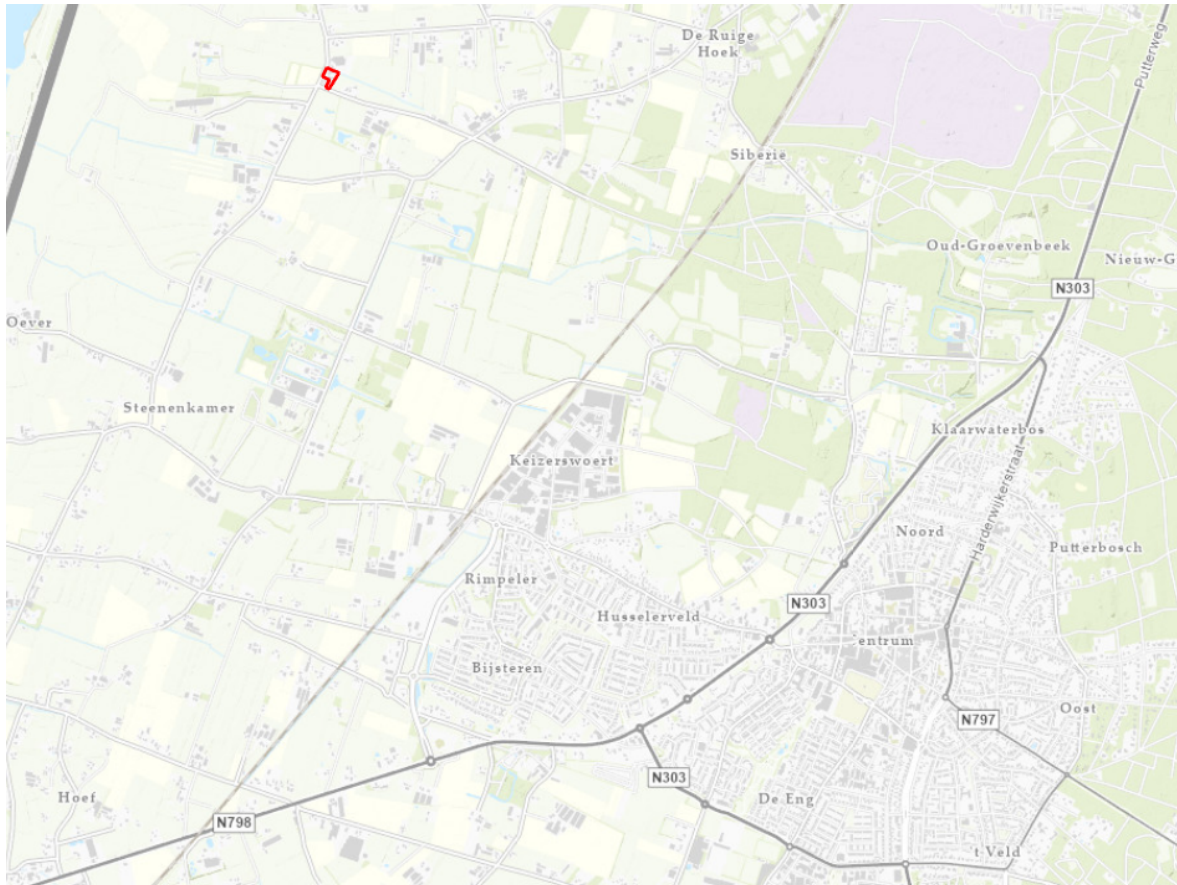 De Ruige
Hoek
Putterweg
Siberie
Oud-Groevenbeek
Nieuw-G
N303
Oever
Steenenkamer
Klaarwaterbos
Keizerswoert
Harderwijkerstraat
Noord
Putterbosch
Rimpeler
N303
Husselerveld
entrum
Bijsteren
Oost
N797
N303
Hoef
De Eng
N798
t Veld